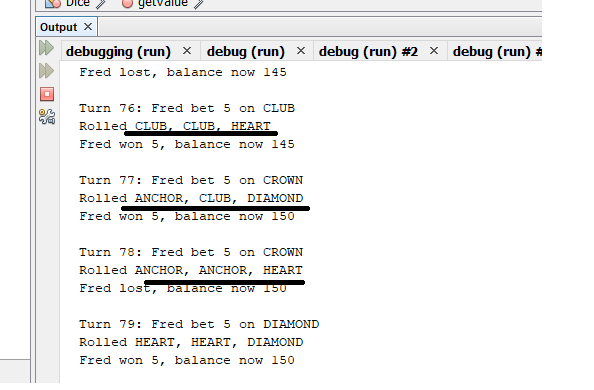 Dice getValue
Output ×
debugging (run) × debug (run) × debug (run) #2 × debug (run) #
Fred lost, balance now 145
Turn 76: Fred bet 5 on CLUB
Rolled CLUB, CLUB, HEART
Fred won 5, balance now 145
Turn 77: Fred bet 5 on CROWN
Rolled ANCHOR, CLUB, DIAMOND
Fred won 5, balance now 150
Turn 78: Fred bet 5 on CROWN
Rolled ANCHOR, ANCHOR, HEART
Fred lost, balance now 150
Turn 79: Fred bet 5 on DIAMOND
Rolled HEART, HEART, DIAMOND
Fred won 5, balance now 150